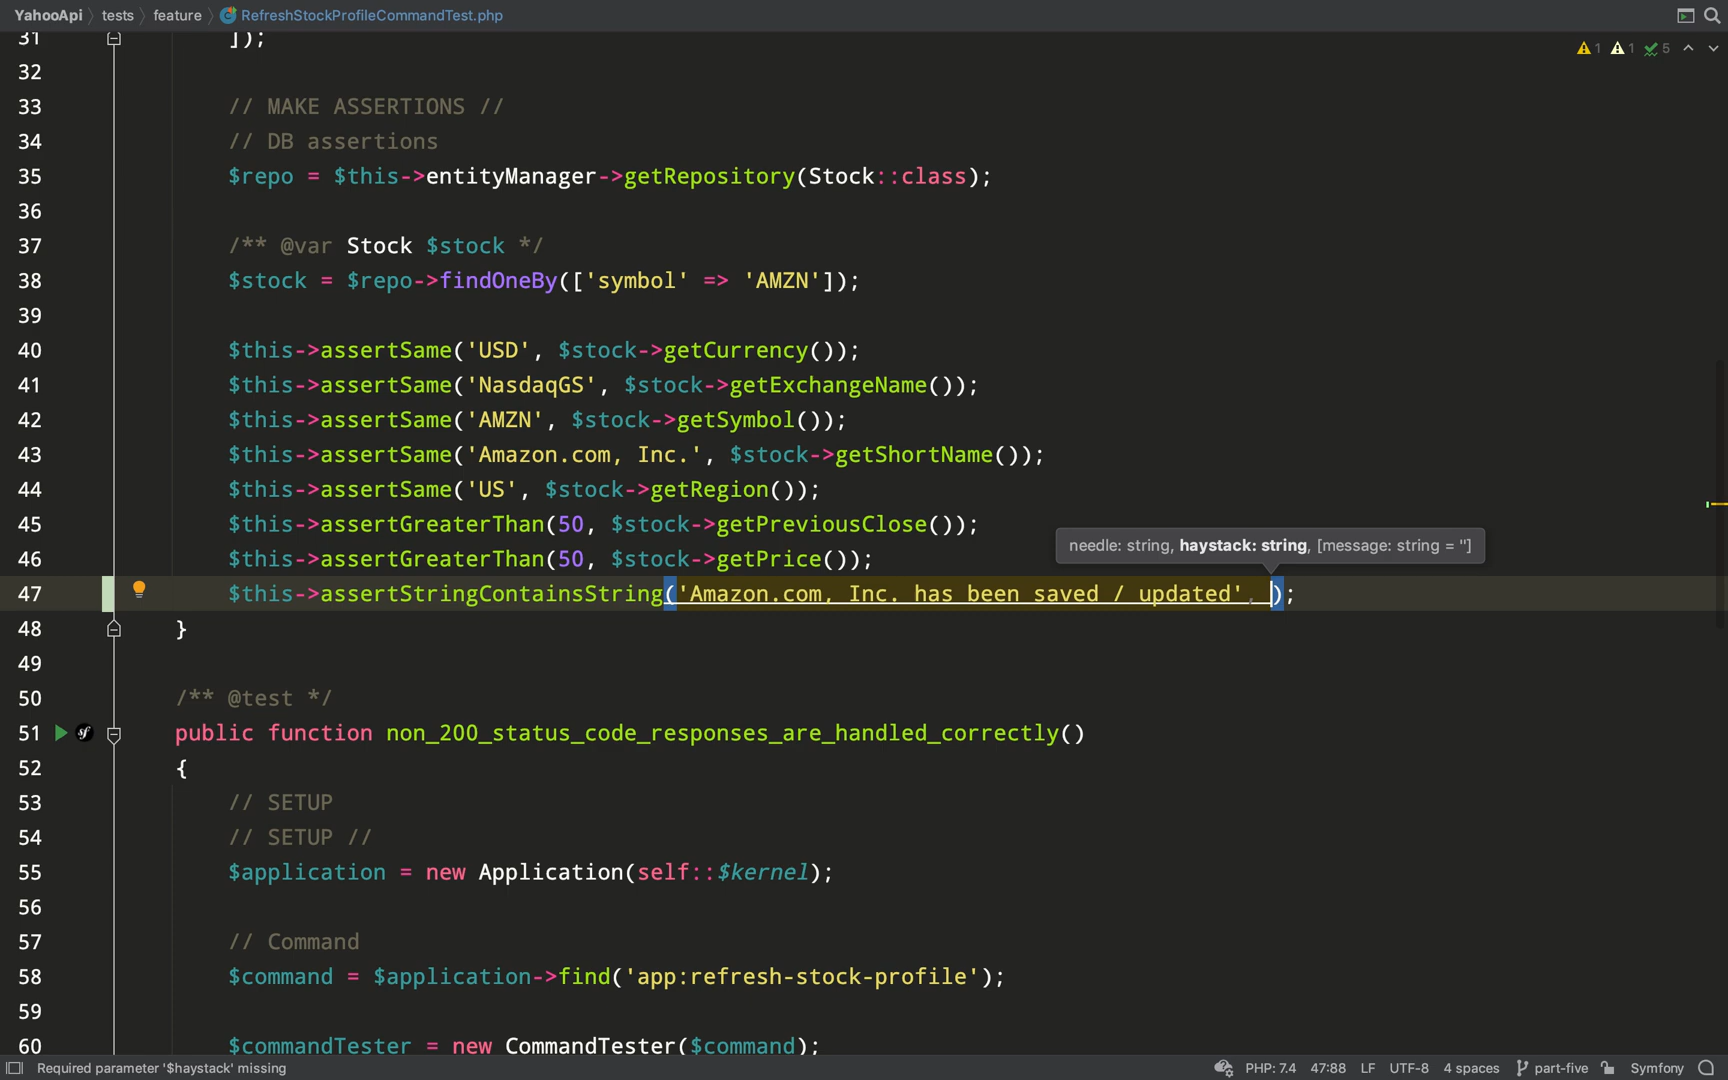 YahooApi 〉 tests 〉 feature 〉 RefreshStockProfileCommandTest.php
1 1 5
31 ]);
32
33 // MAKE ASSERTIONS //
34 // DB assertions
35 $repo = $this->entityManager->getRepository(Stock::class);
36
37 /** @var Stock $stock */
38 $stock = $repo->findOneBy(['symbol' => 'AMZN']);
39
40 $this->assertSame('USD', $stock->getCurrency());
41 $this->assertSame('NasdaqGS', $stock->getExchangeName());
42 $this->assertSame('AMZN', $stock->getSymbol());
43 $this->assertSame('Amazon.com, Inc.', $stock->getShortName());
44 $this->assertSame('US', $stock->getRegion());
45 $this->assertGreaterThan(50, $stock->getPreviousClose());
needle: string, haystack: string, [message: string = '']
46 $this->assertGreaterThan(50, $stock->getPrice());
47 $this->assertStringContainsString('Amazon.com, Inc. has been saved / updated', );
48 }
49
50 /** @test */
51 public function non_200_status_code_responses_are_handled_correctly()
52 {
53 // SETUP
54 // SETUP //
55 $application = new Application(self::$kernel);
56
57 // Command
58 $command = $application->find('app:refresh-stock-profile');
59
60 $commandTester = new CommandTester($command);
Required parameter '$haystack' missing PHP: 7.4 47:88 LF UTF-8 4 spaces part-five Symfony